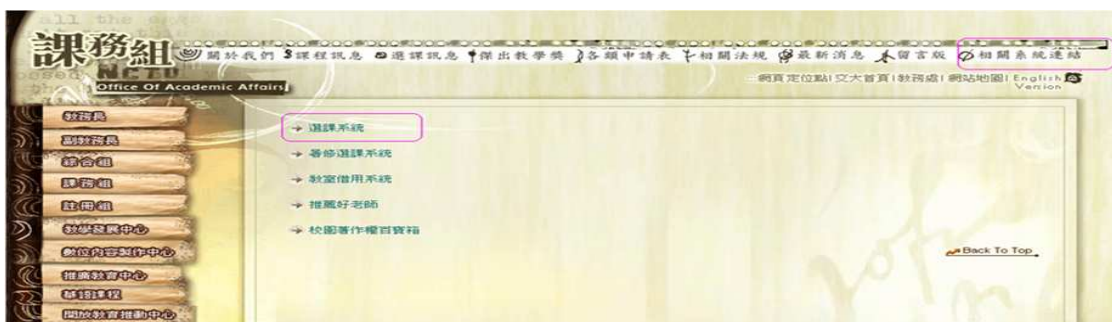 課務組
關於我們 課程訊息 選課訊息 傑出教學獎 各類申請表 相關法規 最新消息 留言版 相關系統連結
NCTU
Office Of Academic Affairs
網頁定位點|交大首頁|教務處|網站地圖|English Version
教務長
副教務長
綜合組
課務組
註冊組
教學發展中心
數位內容製作中心
推廣教育中心
華語課程
開放教育推動中心
選課系統
暑修選課系統
教室借用系統
推薦好老師
校園著作權百寶箱
Back To Top